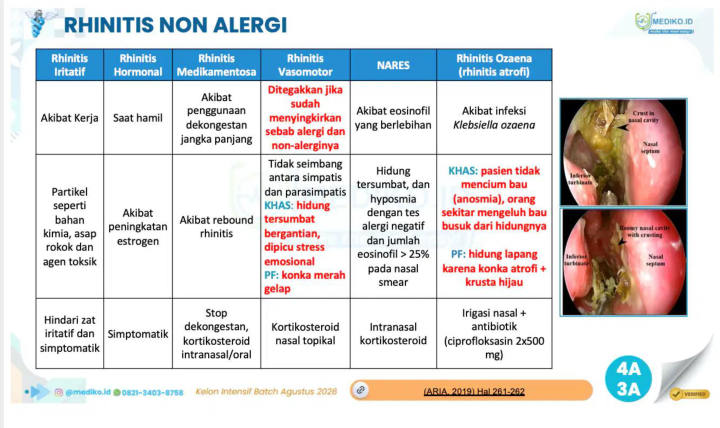 RHINITIS NON ALERGI
MEDIKO.ID
Rhinitis
Iritatif
Rhinitis
Hormonal
Rhinitis
Medikamentosa
Rhinitis
Vasomotor
NARES
Rhinitis Ozaena
(rhinitis atrofi)
Akibat Kerja
Saat hamil
Akibat
penggunaan
dekongestan
jangka panjang
Ditegakkan jika
sudah
menyingkirkan
sebab alergi dan
non-alerginya
Akibat eosinofil
yang berlebihan
Akibat infeksi
Klebsiella ozaena
Partikel
seperti
bahan
kimia, asap
rokok dan
agen toksik
Akibat
peningkatan
estrogen
Akibat rebound
rhinitis
Tidak seimbang
antara simpatis
dan parasimpatis
KHAS: hidung
tersumbat
bergantian,
dipicu stress
emosional
PF: konka merah
gelap
Hidung
tersumbat, dan
hyposmia
dengan tes
alergi negatif
dan jumlah
eosinofil > 25%
pada nasal
smear
KHAS: pasien tidak
mencium bau
(anosmia), orang
sekitar mengeluh bau
busuk dari hidungnya
PF: hidung lapang
karena konka atrofi +
krusta hijau
Hindari zat
iritatif dan
simptomatik
Simptomatik
Stop
dekongestan,
kortikosteroid
intranasal/oral
Kortikosteroid
nasal topikal
Intranasal
kortikosteroid
Irigasi nasal +
antibiotik
(ciprofloksasin 2x500
mg)
Crust in
nasal cavity
Nasal
septum
Inferior
turbinate
Roomy nasal cavity
with crusting
Inferior
turbinate
Nasal
septum
4A
3A
@mediko.id 0821-3403-8758
Kelon Intensif Batch Agustus 2026
(ARIA, 2019) Hal 261-262
VERIFIED